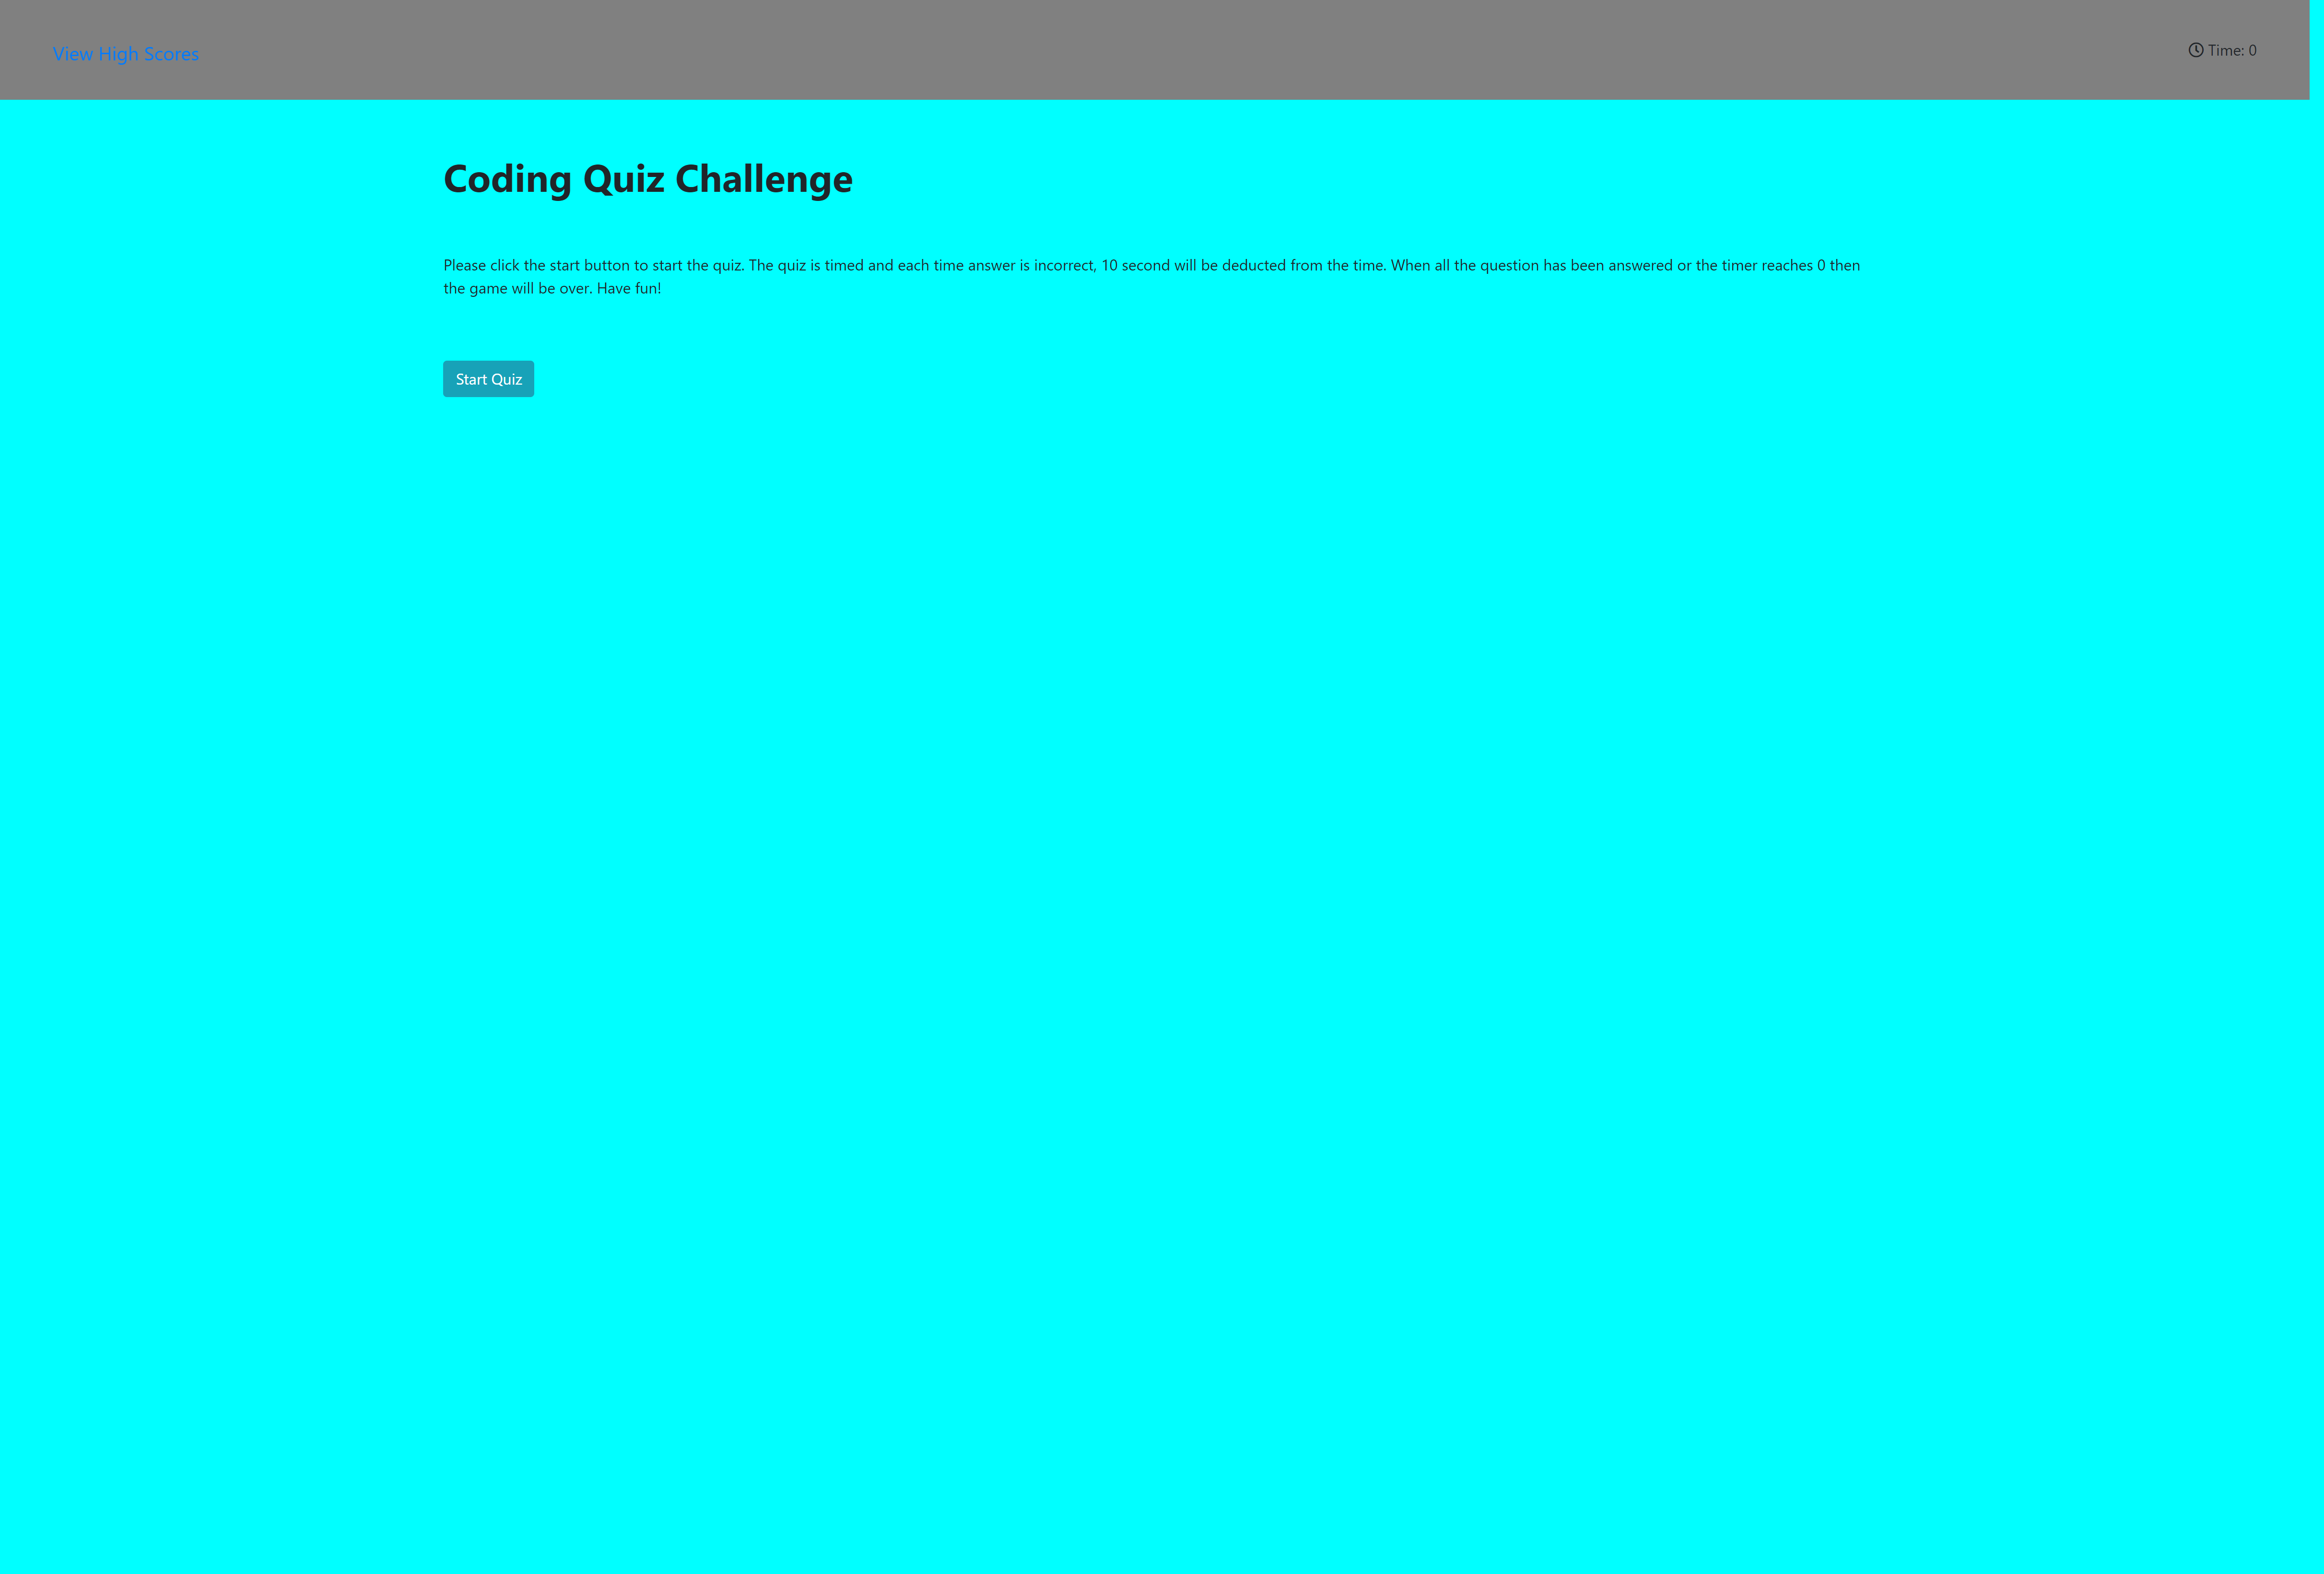 View High Scores
Time: 0
Coding Quiz Challenge
Please click the start button to start the quiz. The quiz is timed and each time answer is incorrect, 10 second will be deducted from the time. When all the question has been answered or the timer reaches 0 then
the game will be over. Have fun!
Start Quiz